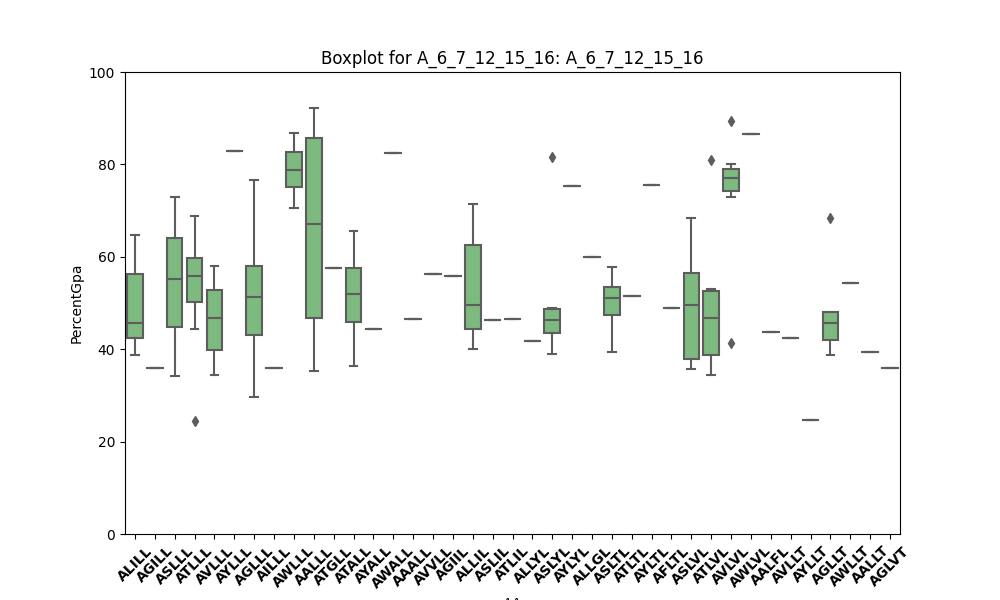 Boxplot for A_6_7_12_15_16: A_6_7_12_15_16
PercentGpa
100
80
60
40
20
0
ALILL
AGILL
ASLLL
ATLLL
AVLLL
AYLLL
AGLLL
AILLL
AWLLL
AALLL
ATGLL
ATALL
AYALL
AWALL
AAALL
AVVLL
AGIIL
ALLIL
ASLIL
ATLIL
ALLYL
ASLYL
AYLYL
ALLGL
ASLTL
ATLTL
AYLTL
AFLTL
ASLVL
ATLVL
AVLVL
AWLVL
AALFL
AVLLT
AYLLT
AGLLT
AWLLT
AALLT
AGLVT